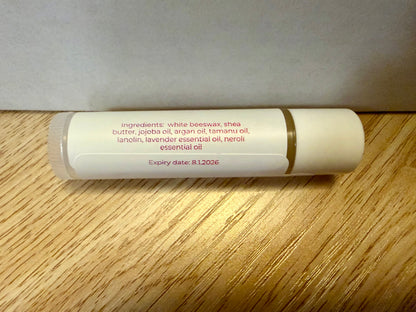 Ingredients: white beeswax, shea
butter, jojoba oil, argan oil, tamanu oil,
lanolin, lavender essential oil, neroli
essential oil
Expiry date: 8.1.2026